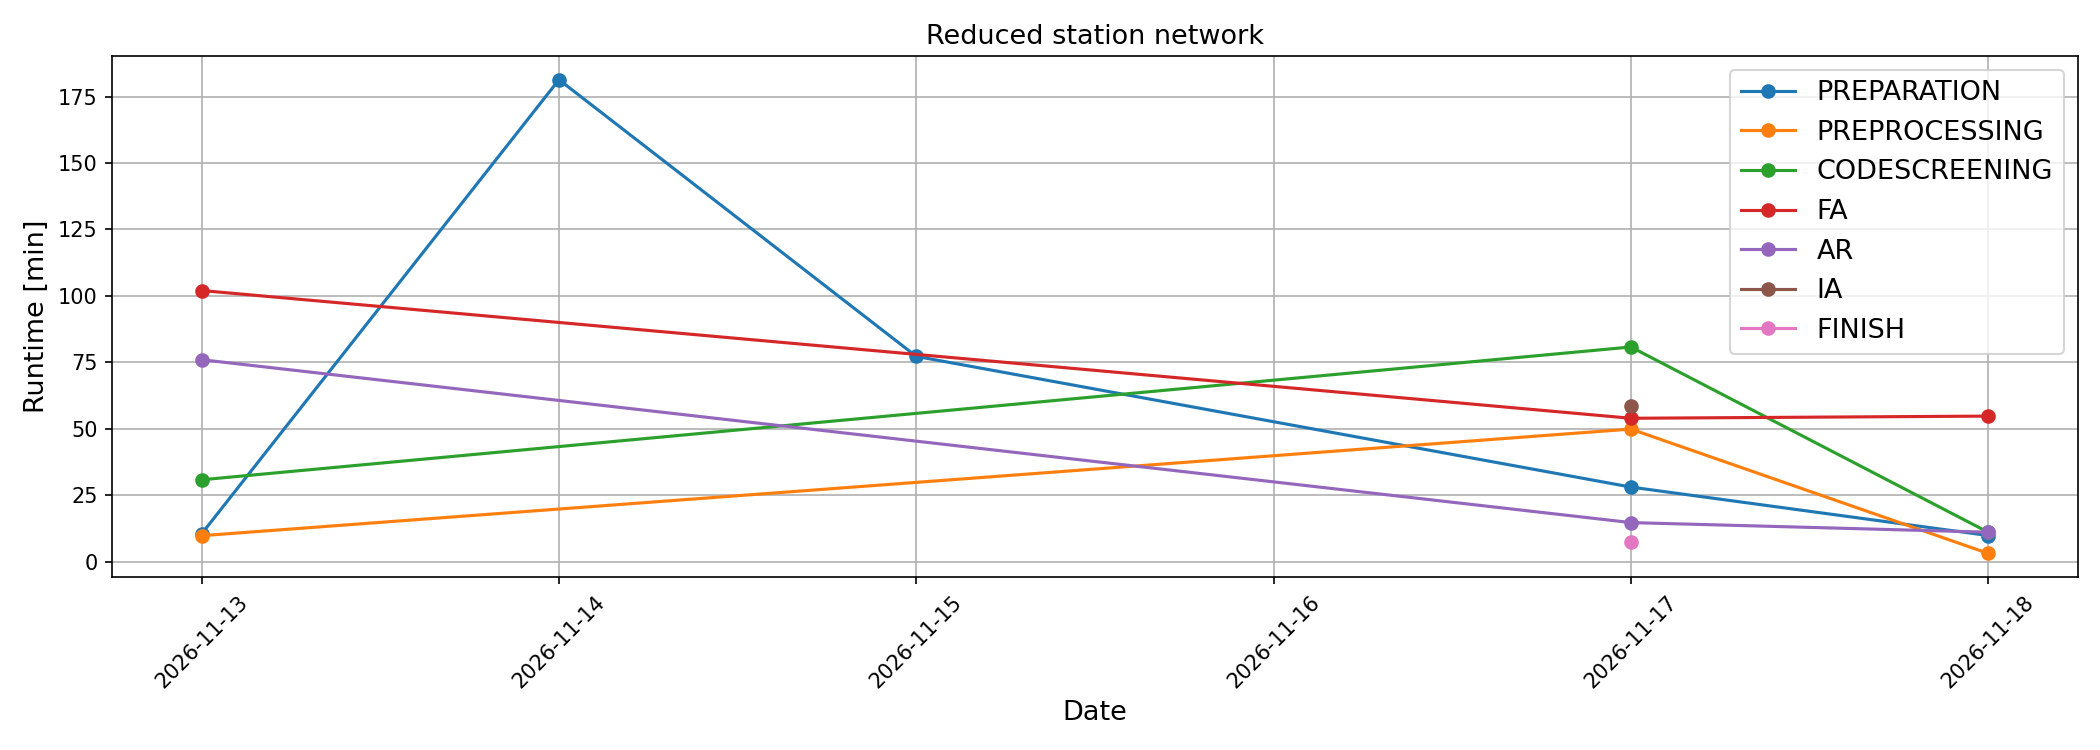 Reduced station network
Runtime [min]
175
150
125
100
75
50
25
0
PREPARATION
PREPROCESSING
CODESCREENING
FA
AR
IA
FINISH
2026-11-13
2026-11-14
2026-11-15
2026-11-16
2026-11-17
2026-11-18
Date